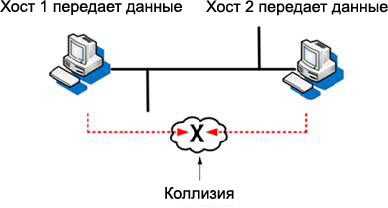 Хост 1 передает данные
Хост 2 передает данные
X
Коллизия